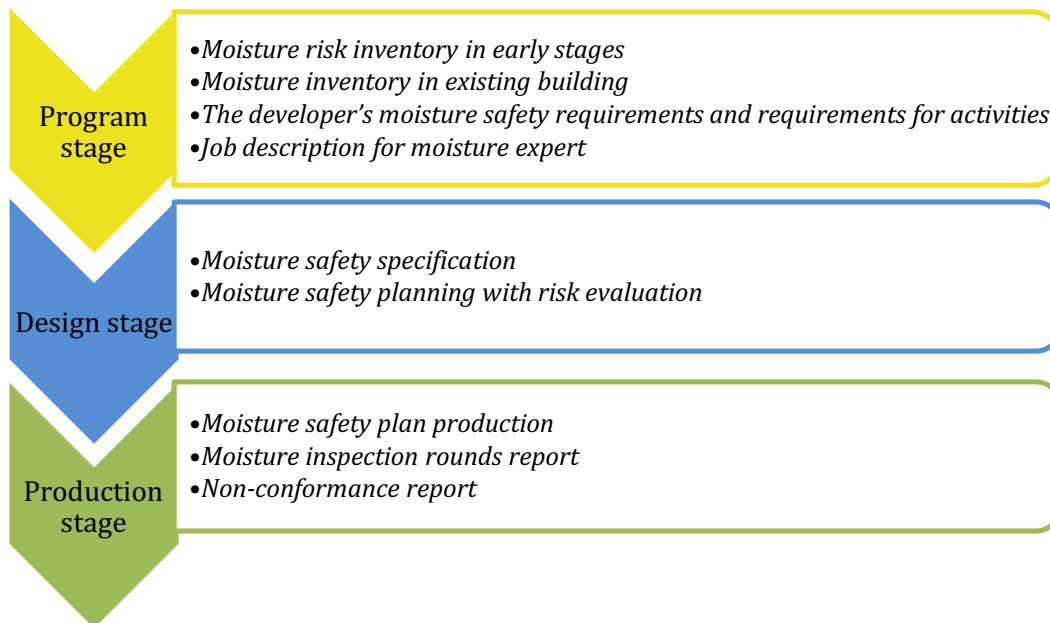 Program
stage
•Moisture risk inventory in early stages
•Moisture inventory in existing building
•The developer’s moisture safety requirements and requirements for activities
•Job description for moisture expert
Design stage
•Moisture safety specification
•Moisture safety planning with risk evaluation
Production
stage
•Moisture safety plan production
•Moisture inspection rounds report
•Non-conformance report